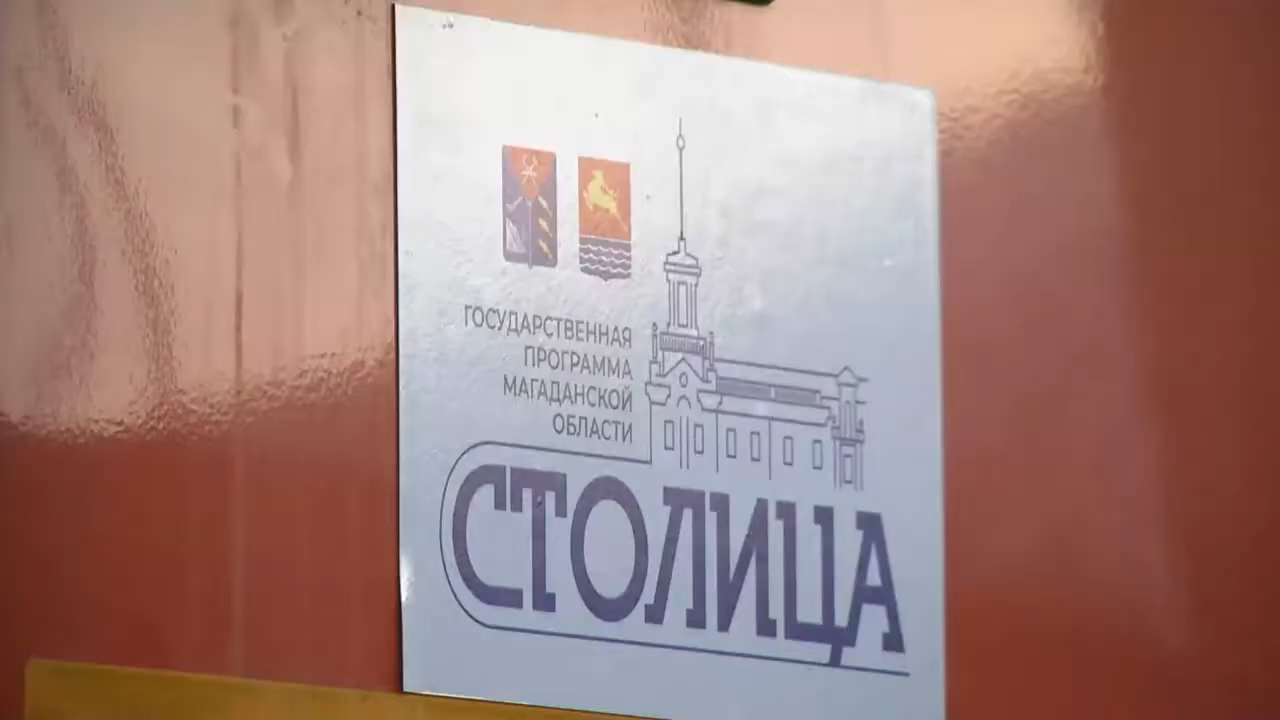 ГОСУДАРСТВЕННАЯ
ПРОГРАММА
МАГАДАНСКОЙ
ОБЛАСТИ
СТОЛИЦА